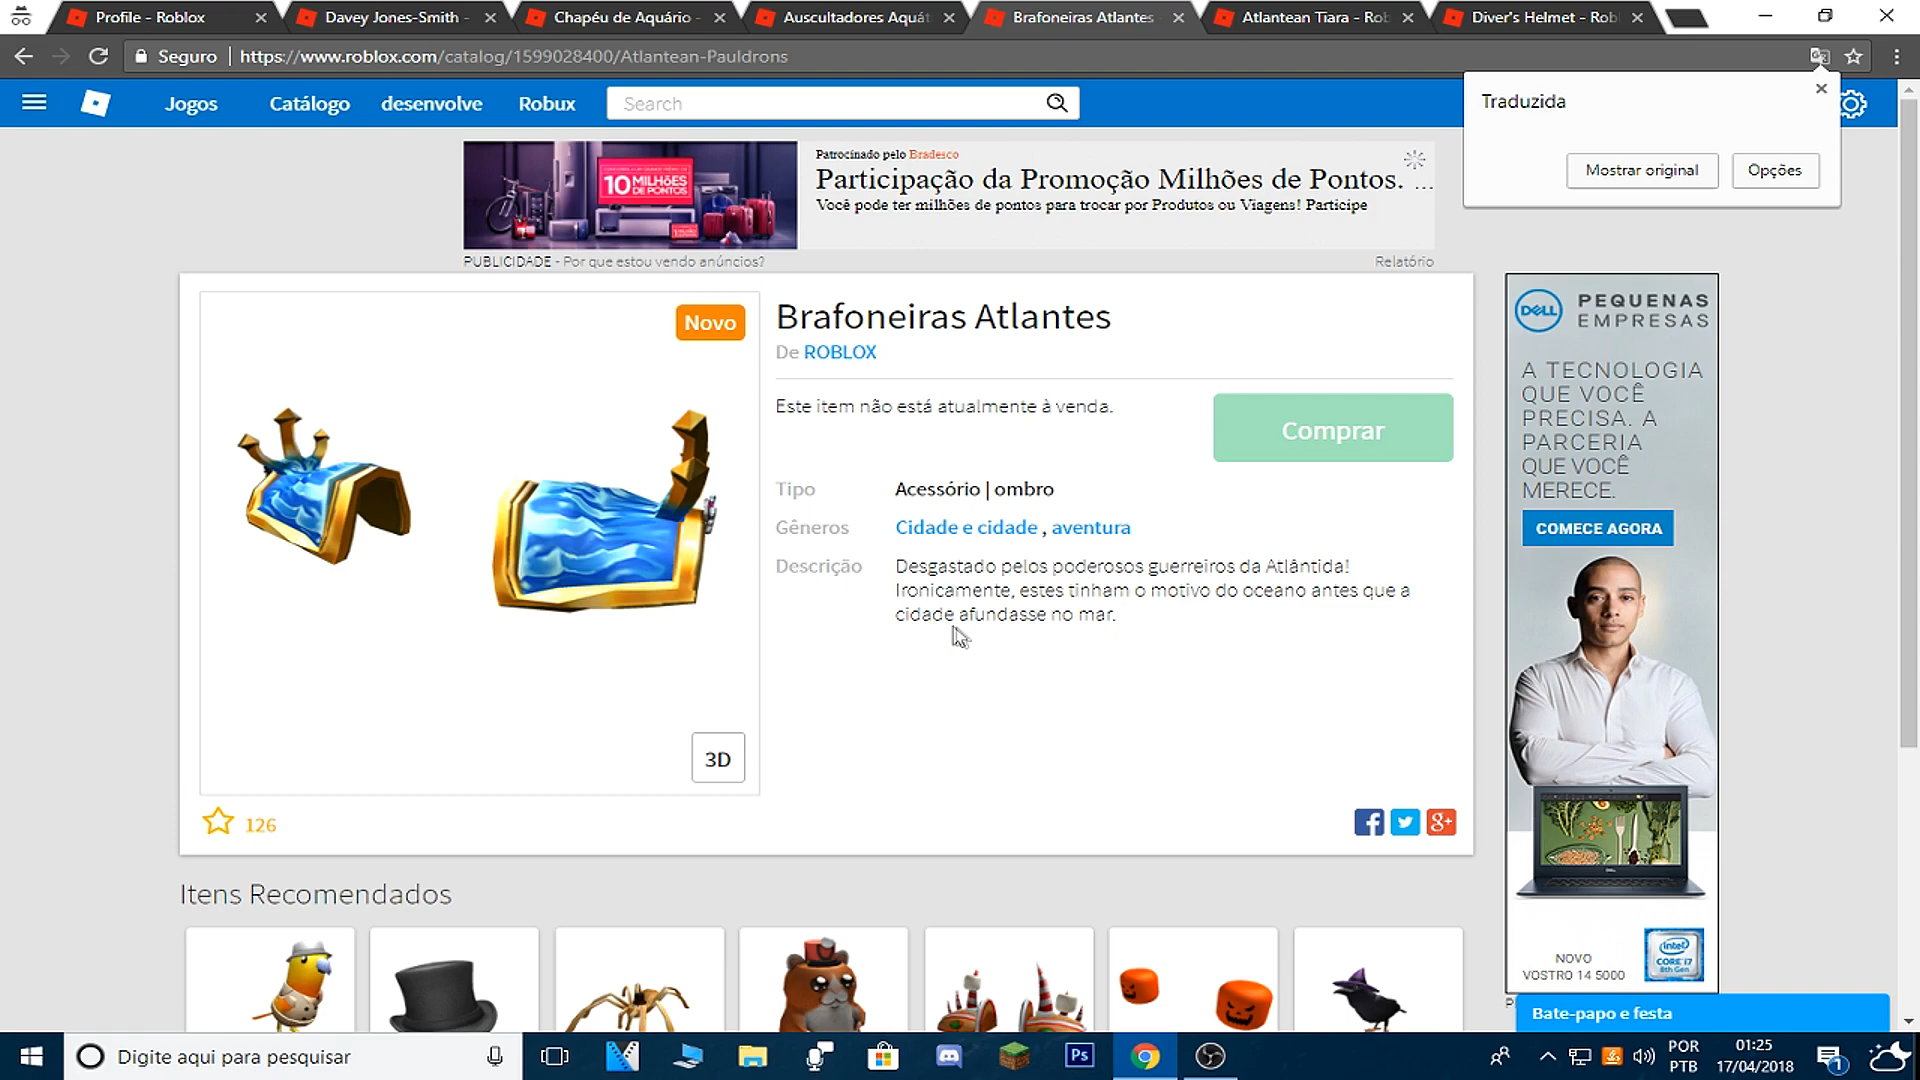 Profile - Roblox
Davey Jones-Smith -
Chapéu de Aquário -
Auscultadores Aquát
Brafoneiras Atlantes
Atlantean Tiara - Rob
Diver's Helmet - Robl
Seguro
https://www.roblox.com/catalog/1599028400/Atlantean-Pauldrons
Traduzida
Mostrar original
Opções
Jogos
Catálogo
desenvolve
Robux
Search
10
MILHÕES
DE PONTOS
Patrocinado pelo Bradesco
Participação da Promoção Milhões de Pontos. ...
Você pode ter milhões de pontos para trocar por Produtos ou Viagens! Participe
PUBLICIDADE - Por que estou vendo anúncios?
Relatório
Novo
Brafoneiras Atlantes
De ROBLOX
Este item não está atualmente à venda.
Comprar
Tipo
Acessório | ombro
Gêneros
Cidade e cidade , aventura
Descrição
Desgastado pelos poderosos guerreiros da Atlântida!
Ironicamente, estes tinham o motivo do oceano antes que a
cidade afundasse no mar.
3D
126
g+
DELL
PEQUENAS
EMPRESAS
A TECNOLOGIA
QUE VOCÊ
PRECISA. A
PARCERIA
QUE VOCÊ
MERECE.
COMECE AGORA
NOVO
VOSTRO 14 5000
intel
CORE i7
8th Gen
Itens Recomendados
Bate-papo e festa
Digite aqui para pesquisar
Ps
POR
PTB
01:25
17/04/2018
1